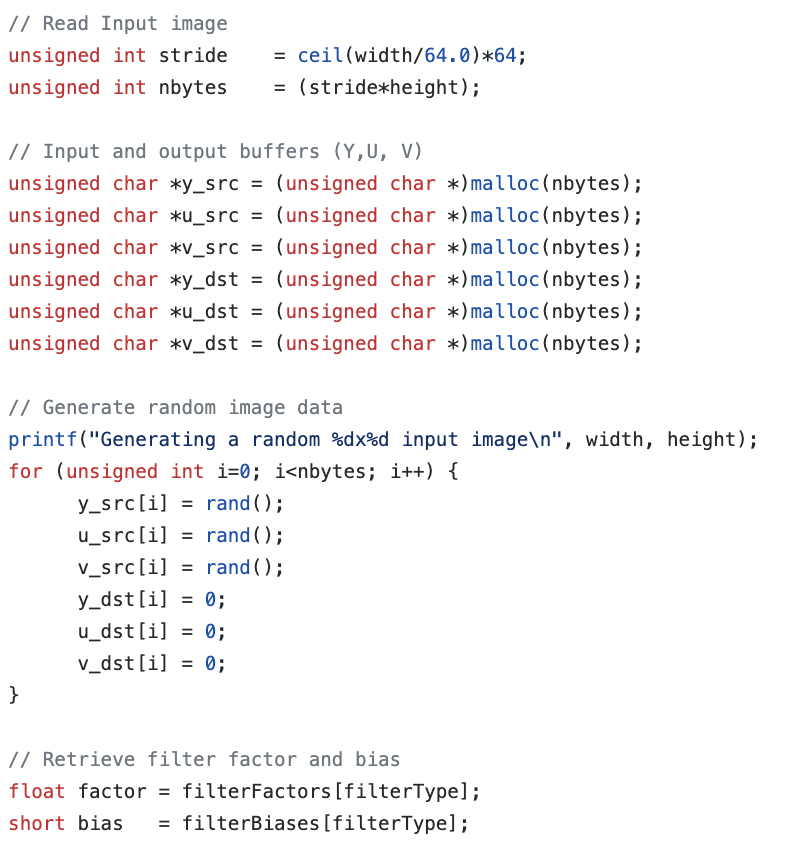 // Read Input image
unsigned int stride    = ceil(width/64.0)*64;
unsigned int nbytes    = (stride*height);

// Input and output buffers (Y,U, V)
unsigned char *y_src = (unsigned char *)malloc(nbytes);
unsigned char *u_src = (unsigned char *)malloc(nbytes);
unsigned char *v_src = (unsigned char *)malloc(nbytes);
unsigned char *y_dst = (unsigned char *)malloc(nbytes);
unsigned char *u_dst = (unsigned char *)malloc(nbytes);
unsigned char *v_dst = (unsigned char *)malloc(nbytes);

// Generate random image data
printf("Generating a random %dx%d input image\n", width, height);
for (unsigned int i=0; i<nbytes; i++) {
      y_src[i] = rand();
      u_src[i] = rand();
      v_src[i] = rand();
      y_dst[i] = 0;
      u_dst[i] = 0;
      v_dst[i] = 0;
}

// Retrieve filter factor and bias
float factor = filterFactors[filterType];
short bias   = filterBiases[filterType];